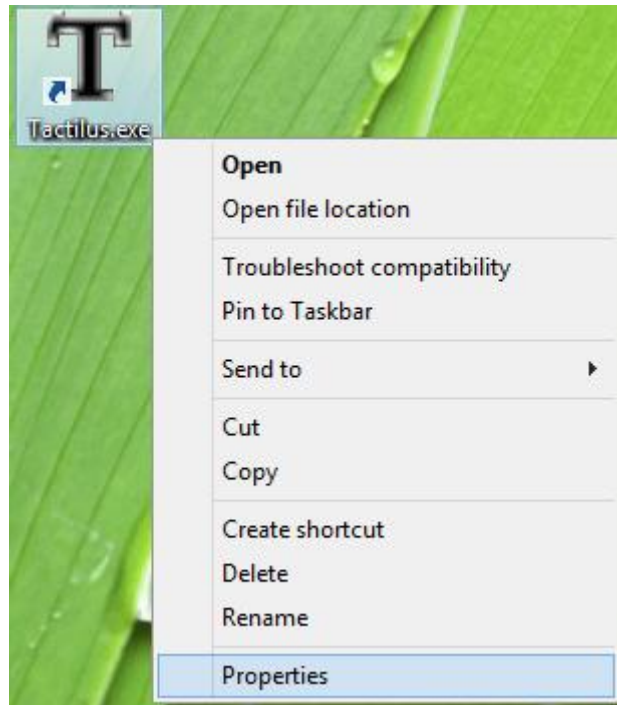 T
Tactilus.exe
Open
Open file location
Troubleshoot compatibility
Pin to Taskbar
Send to
Cut
Copy
Create shortcut
Delete
Rename
Properties